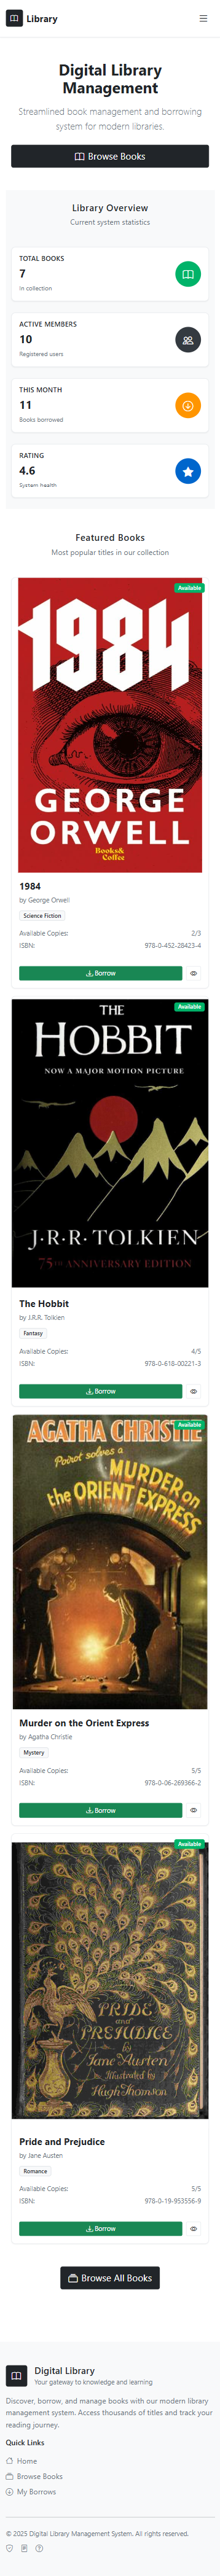 Library
Digital Library
Management
Streamlined book management and borrowing
system for modern libraries.
Browse Books
Library Overview
Current system statistics
TOTAL BOOKS
7
In collection
ACTIVE MEMBERS
10
Registered users
THIS MONTH
11
Books borrowed
RATING
4.6
System health
Featured Books
Most popular titles in our collection
Available
1984
GEORGE
ORWELL
Books&
Coffee
1984
by George Orwell
Science Fiction
Available Copies: 2/3
ISBN: 978-0-452-28423-4
Borrow
Available
THE
HOBBIT
NOW A MAJOR MOTION PICTURE
J·R·R·TOLKIEN
75TH ANNIVERSARY EDITION
The Hobbit
by J.R.R. Tolkien
Fantasy
Available Copies: 4/5
ISBN: 978-0-618-00221-3
Borrow
Available
AGATHA CHRISTIE
Poirot solves a
MURDER ON
the ORIENT EXPRESS
Murder on the Orient Express
by Agatha Christie
Mystery
Available Copies: 5/5
ISBN: 978-0-06-269366-2
Borrow
Available
PRIDE
and
PREJUDICE
by
Jane Austen
Illustrated by
Hugh Thomson
Pride and Prejudice
by Jane Austen
Romance
Available Copies: 5/5
ISBN: 978-0-19-953556-9
Borrow
Browse All Books
Digital Library
Your gateway to knowledge and learning.
Discover, borrow, and manage books with our modern library
management system. Access thousands of titles and track your
reading journey.
Quick Links
Home
Browse Books
My Borrows
© 2025 Digital Library Management System. All rights reserved.